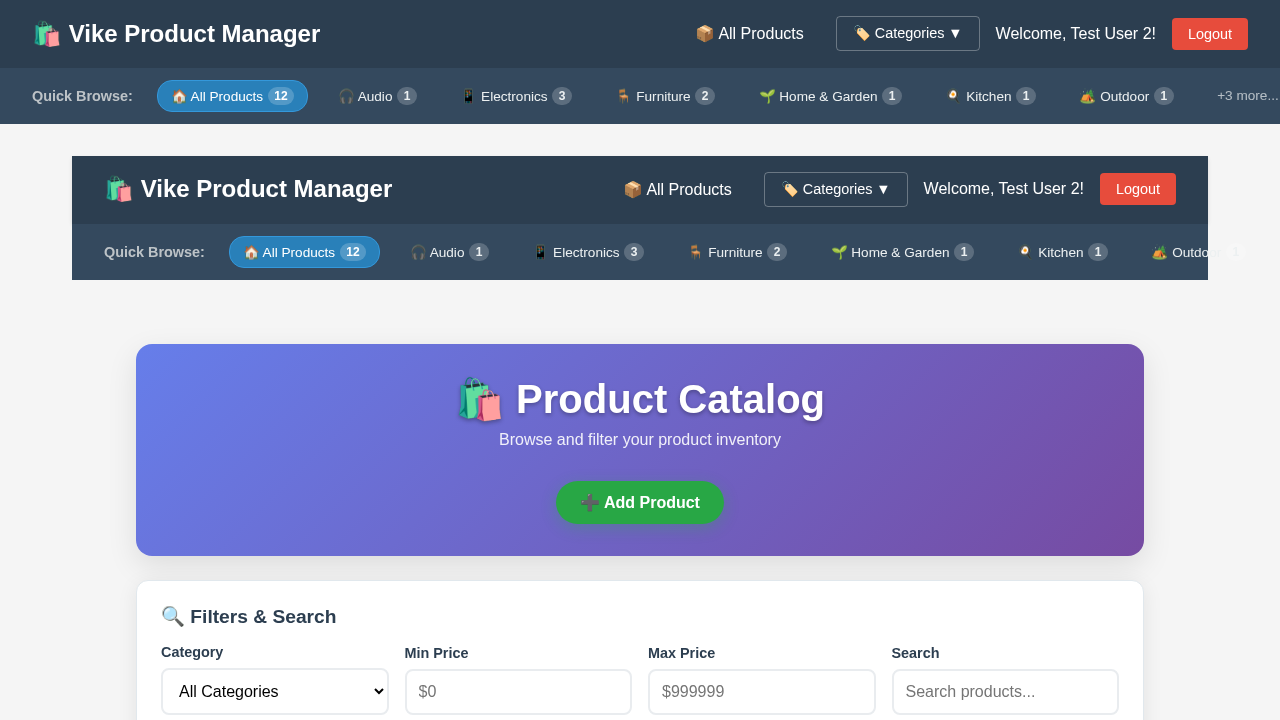 🛍️ Vike Product Manager
📦 All Products
🏷️ Categories ▼
Welcome, Test User 2!
Logout
Quick Browse:
🏠 All Products 12
🎧 Audio 1
📱 Electronics 3
🪑 Furniture 2
🌱 Home & Garden 1
🍳 Kitchen 1
🏕️ Outdoor 1
+3 more...
🛍️ Vike Product Manager
📦 All Products
🏷️ Categories ▼
Welcome, Test User 2!
Logout
Quick Browse:
🏠 All Products 12
🎧 Audio 1
📱 Electronics 3
🪑 Furniture 2
🌱 Home & Garden 1
🍳 Kitchen 1
🏕️ Outdoor 1
🛍️ Product Catalog
Browse and filter your product inventory
➕ Add Product
🔍 Filters & Search
Category
Min Price
Max Price
Search
All Categories
$0
$999999
Search products...